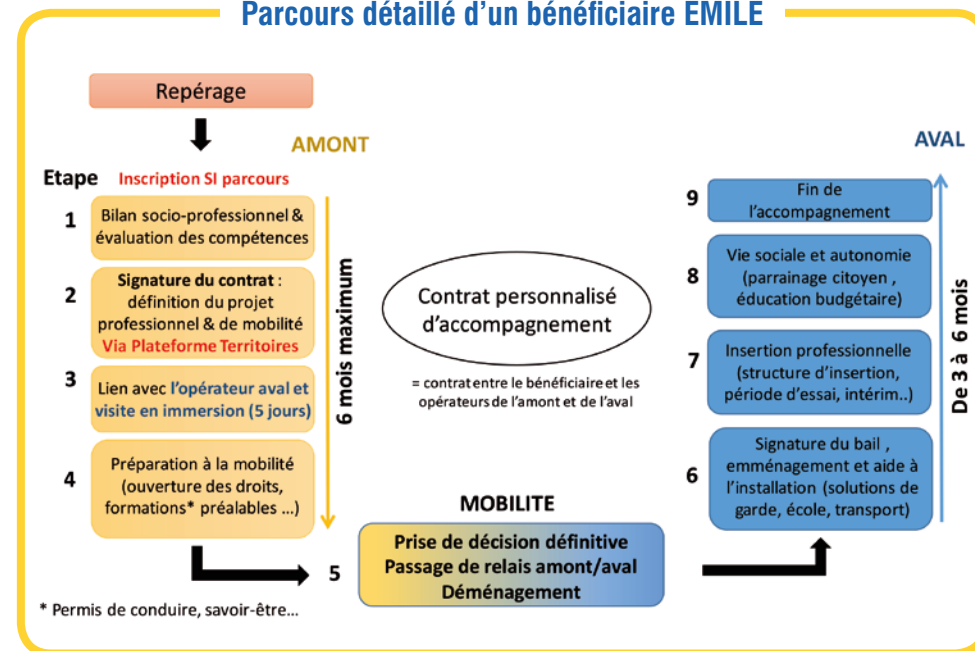 Parcours détaillé d'un bénéficiaire EMILE
Repérage
AMONT
Etape
Inscription SI parcours
1
Bilan socio-professionnel &
évaluation des compétences
2
Signature du contrat :
définition du projet
professionnel & de mobilité
Via Plateforme Territoires
3
Lien avec l'opérateur aval et
visite en immersion (5 jours)
4
Préparation à la mobilité
(ouverture des droits,
formations* préalables ...)
6 mois maximum
* Permis de conduire, savoir-être...
Contrat personnalisé
d'accompagnement
= contrat entre le bénéficiaire et les
opérateurs de l'amont et de l'aval
MOBILITE
5
Prise de décision définitive
Passage de relais amont/aval
Déménagement
AVAL
9
Fin de
l'accompagnement
8
Vie sociale et autonomie
(parrainage citoyen ,
éducation budgétaire)
7
Insertion professionnelle
(structure d'insertion,
période d'essai, intérim..)
6
Signature du bail ,
emménagement et aide à
l'installation (solutions de
garde, école, transport)
De 3 à 6 mois